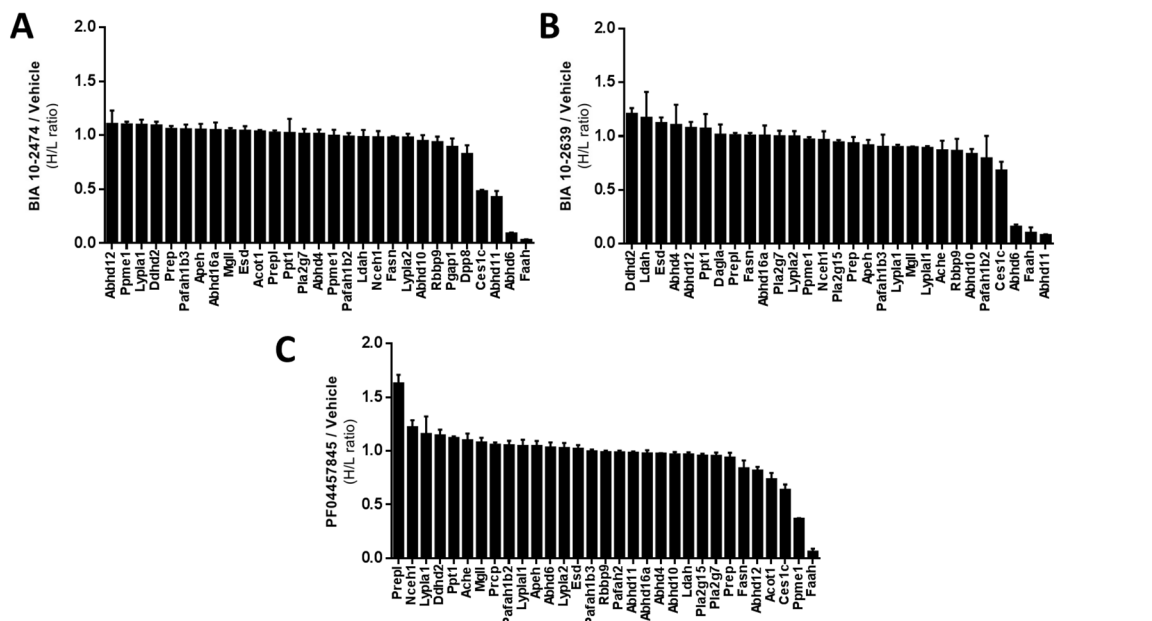 A
BIA 10-2474 / Vehicle
(H/L ratio)
2.0
1.5
1.0
0.5
0.0
Abhd12
Ppme1
Lypla1
Ddhd2
Prep
Pafah1b3
Apeh
Abhd16a
Mgll
Esd
Acot1
Prepl
Ppt1
Pla2g7
Abhd4
Ppme1
Pafah1b2
Ldah
Nceh1
Fasn
Lypla2
Abhd10
Rbbp9
Pgap1
Dpp8
Ces1c
Abhd11
Abhd6
Faah
B
BIA 10-2639 / Vehicle
(H/L ratio)
2.0
1.5
1.0
0.5
0.0
Ddhd2
Ldah
Esd
Abhd4
Abhd12
Ppt1
Dagla
Prepl
Fasn
Abhd16a
Pla2g7
Lypla2
Ppme1
Nceh1
Pla2g15
Prep
Apeh
Pafah1b3
Lypla1
Mgll
Lyplal1
Ache
Rbbp9
Abhd10
Pafah1b2
Ces1c
Abhd6
Faah
Abhd11
C
PF04457845 / Vehicle
(H/L ratio)
2.0
1.5
1.0
0.5
0.0
Prepl
Nceh1
Lypla1
Ddhd2
Ppt1
Ache
Mgll
Prcp
Pafah1b2
Lyplal1
Apeh
Abhd6
Lypla2
Esd
Pafah1b3
Rbbp9
Pafah2
Abhd11
Abhd16a
Abhd4
Abhd10
Ldah
Pla2g15
Pla2g7
Prep
Fasn
Abhd12
Acot1
Ces1c
Ppme1
Faah